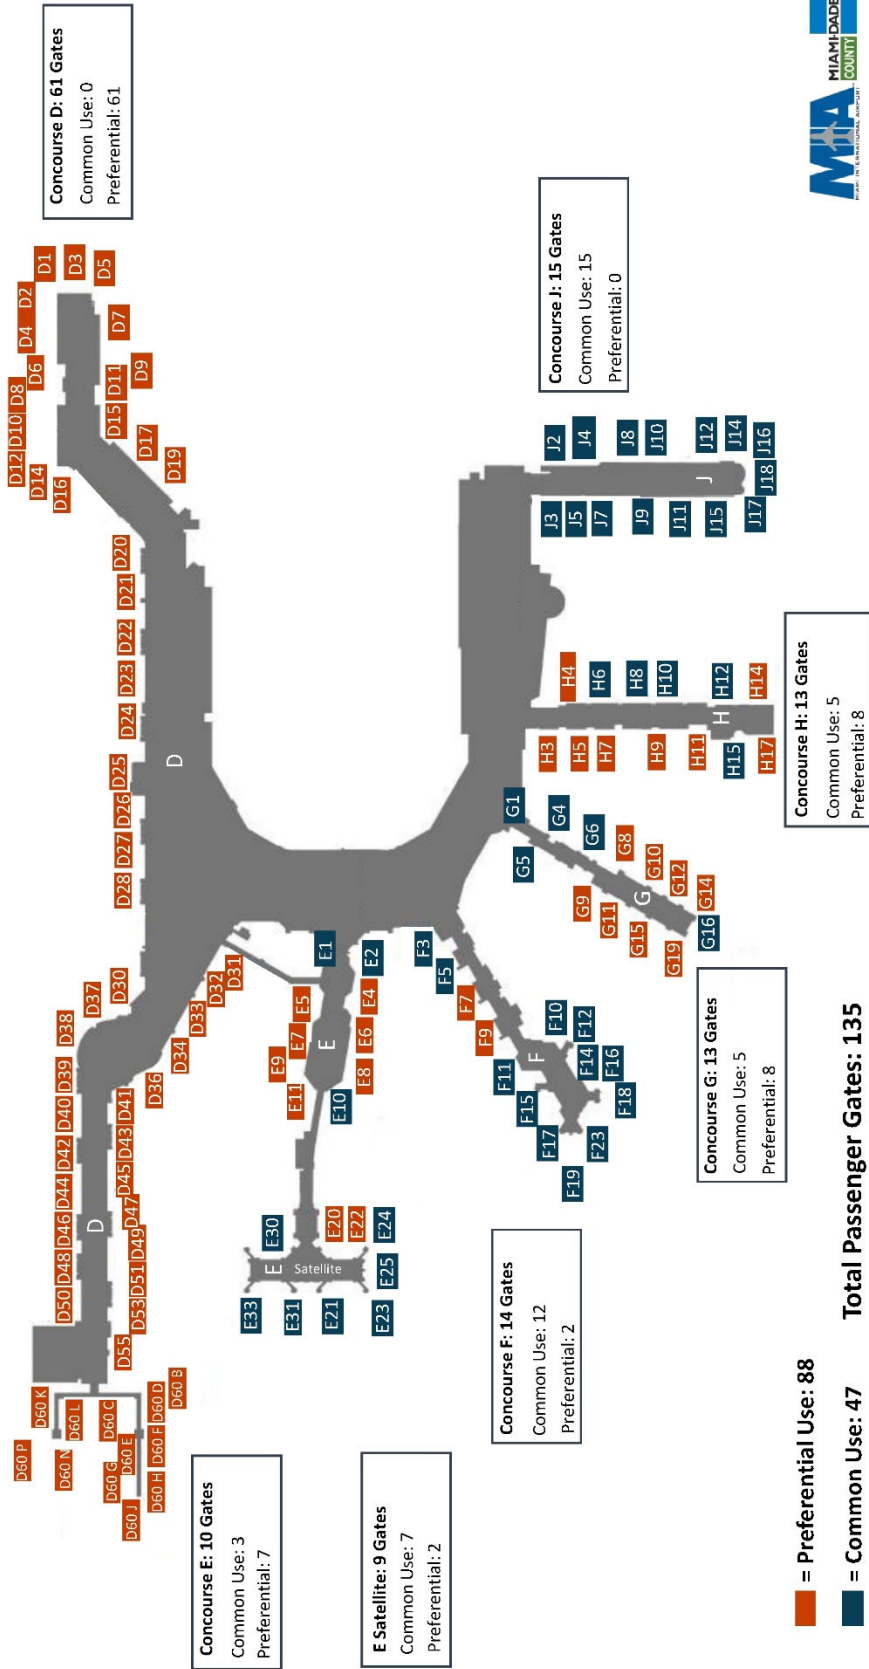 Concourse D: 61 Gates
Common Use: 0
Preferential: 61
D60 P
D60 K
D60 N
D60 L
D60 G
D60 E
D60 C
D60 J
D60 H
D60 F
D60 D
D60 B
D50
D48
D46
D44
D42
D40
D39
D38
D37
D30
D55
D53
D51
D49
D47
D45
D43
D41
D36
D34
D33
D32
D31
D28
D27
D26
D25
D24
D23
D22
D21
D20
D16
D14
D12
D10
D8
D6
D4
D2
D1
D3
D5
D7
D9
D11
D15
D17
D19
D
D
Concourse E: 10 Gates
Common Use: 3
Preferential: 7
E11
E9
E7
E5
E1
E
E10
E8
E6
E4
E2
E Satellite: 9 Gates
Common Use: 7
Preferential: 2
E33
E30
E
Satellite
E31
E21
E20
E22
E23
E25
E24
Concourse F: 14 Gates
Common Use: 12
Preferential: 2
F3
F5
F7
F9
F11
F15
F17
F19
F
F10
F12
F14
F16
F18
F23
Concourse G: 13 Gates
Common Use: 5
Preferential: 8
G1
G5
G4
G6
G9
G8
G11
G10
G15
G12
G19
G14
G16
G
Concourse H: 13 Gates
Common Use: 5
Preferential: 8
H3
H4
H5
H6
H7
H8
H9
H10
H11
H12
H15
H14
H17
H
Concourse J: 15 Gates
Common Use: 15
Preferential: 0
J3
J2
J5
J4
J7
J8
J9
J10
J11
J12
J15
J14
J17
J16
J18
J
= Preferential Use: 88
= Common Use: 47
Total Passenger Gates: 135
MIA
MIAMI INTERNATIONAL AIRPORT
MIAMI-DADE
COUNTY